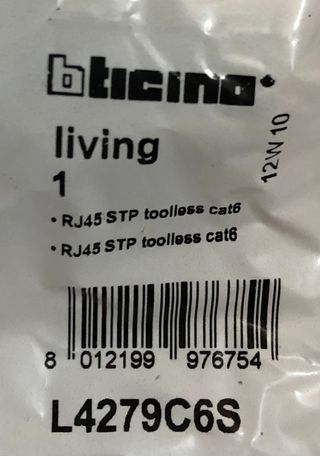 bticino
living
12W10
1
• RJ45 STP toolless cat6
• RJ45 STP toolless cat6
8 012199 976754
L4279C6S